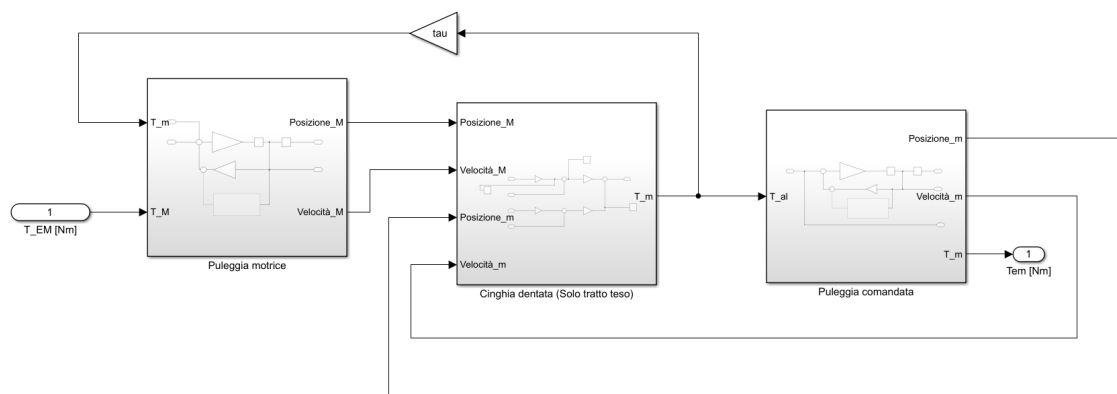 tau
T_m
T_M
Posizione_M
Velocità_M
Puleggia motrice
1
T_EM [Nm]
Posizione_M
Velocità_M
Posizione_m
Velocità_m
T_m
Cinghia dentata (Solo tratto teso)
T_al
Posizione_m
Velocità_m
T_m
Puleggia comandata
1
Tem [Nm]